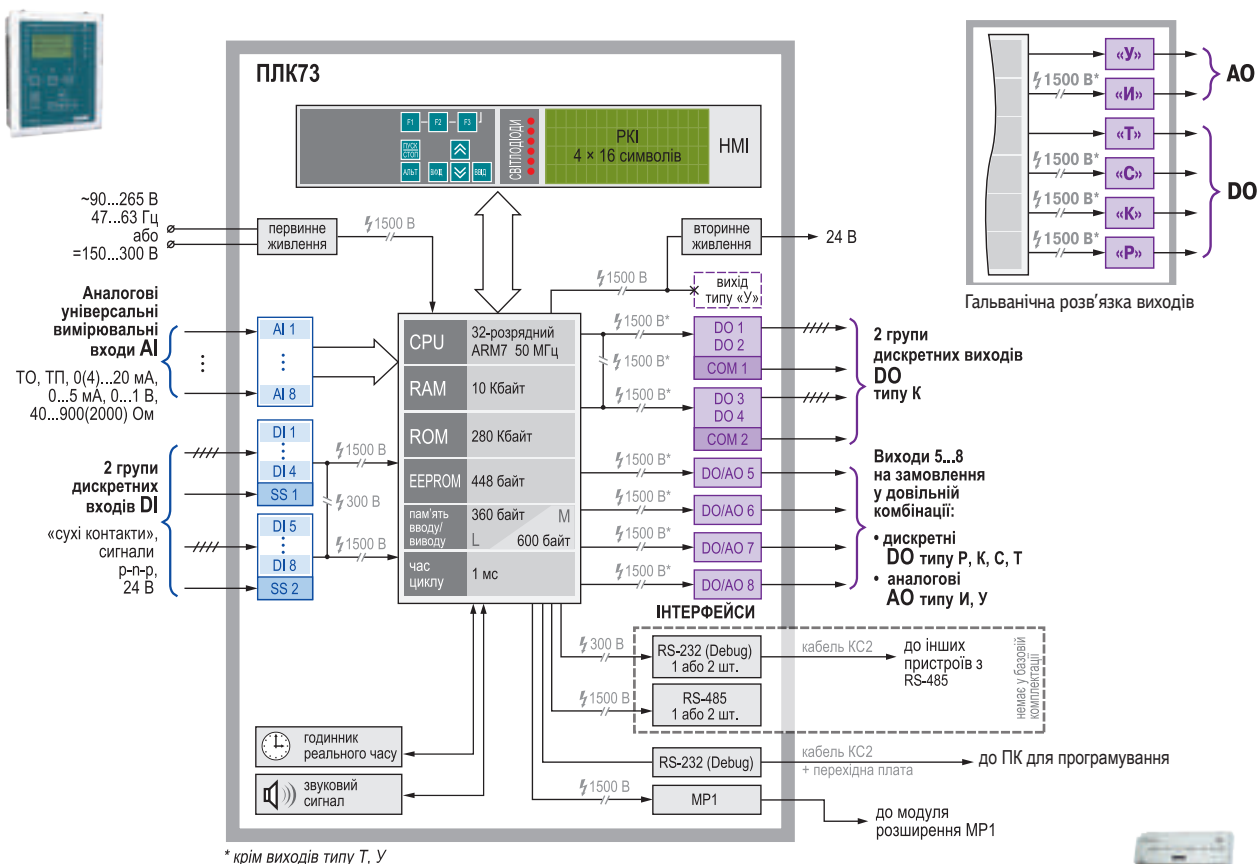 ПЛК73
F1
F2
F3
ПУСК
СТОП
АЛЬТ
ВИХІД
ВВІД
СВІТЛОДІОДИ
РКІ
4 × 16 символів
HMI
~90...265 В
47...63 Гц
або
=150...300 В
первинне
живлення
1500 В
вторинне
живлення
24 В
1500 В
вихід
типу «У»
Аналогові
універсальні
вимірювальні
входи AI
ТО, ТП, 0(4)...20 мА,
0...5 мА, 0...1 В,
40...900(2000) Ом
AI 1
AI 8
2 групи
дискретних
входів DI
«сухі контакти»,
сигнали
p-n-p,
24 В
DI 1
DI 4
SS 1
DI 5
DI 8
SS 2
1500 В
300 В
1500 В
CPU
32-розрядний
ARM7 50 МГц
RAM
10 Кбайт
ROM
280 Кбайт
EEPROM
448 байт
пам'ять
вводу/
виводу
360 байт
M
L
600 байт
час
циклу
1 мс
1500 В*
1500 В*
1500 В*
DO 1
DO 2
COM 1
DO 3
DO 4
COM 2
2 групи
дискретних виходів
DO
типу К
1500 В*
DO/AO 5
1500 В*
DO/AO 6
1500 В*
DO/AO 7
1500 В*
DO/AO 8
Виходи 5...8
на замовлення
у довільній
комбінації:
• дискретні
DO типу Р, К, С, Т
• аналогові
AO типу И, У
ІНТЕРФЕЙСИ
300 В
RS-232 (Debug)
1 або 2 шт.
кабель КС2
до інших
пристроїв з
RS-485
1500 В
RS-485
1 або 2 шт.
немає у базовій
комплектації
RS-232 (Debug)
кабель КС2
+ перехідна плата
до ПК для програмування
1500 В
МР1
до модуля
розширення МР1
годинник
реального часу
звуковий
сигнал
* крім виходів типу Т, У
«У»
1500 В*
«И»
AO
«Т»
1500 В*
«С»
1500 В*
«К»
1500 В*
«Р»
DO
Гальванічна розв'язка виходів